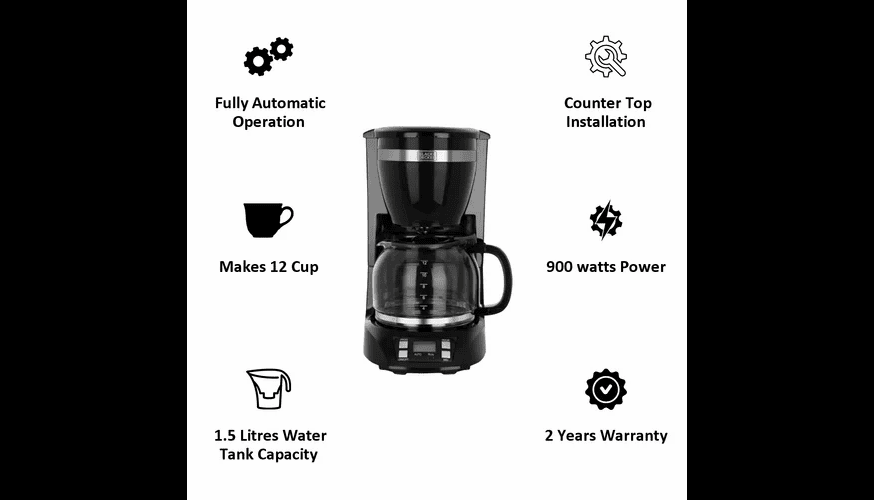 Fully Automatic
Operation
Counter Top
Installation
Makes 12 Cup
900 watts Power
1.5 Litres Water
Tank Capacity
2 Years Warranty